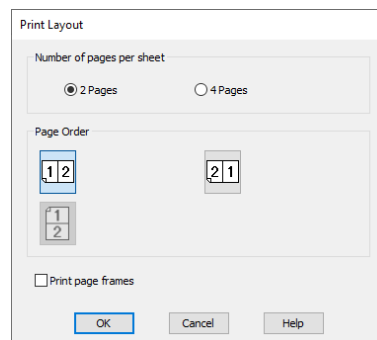 Print Layout
Number of pages per sheet
2 Pages 4 Pages
Page Order
1 2 2 1
1
2
Print page frames
OK Cancel Help